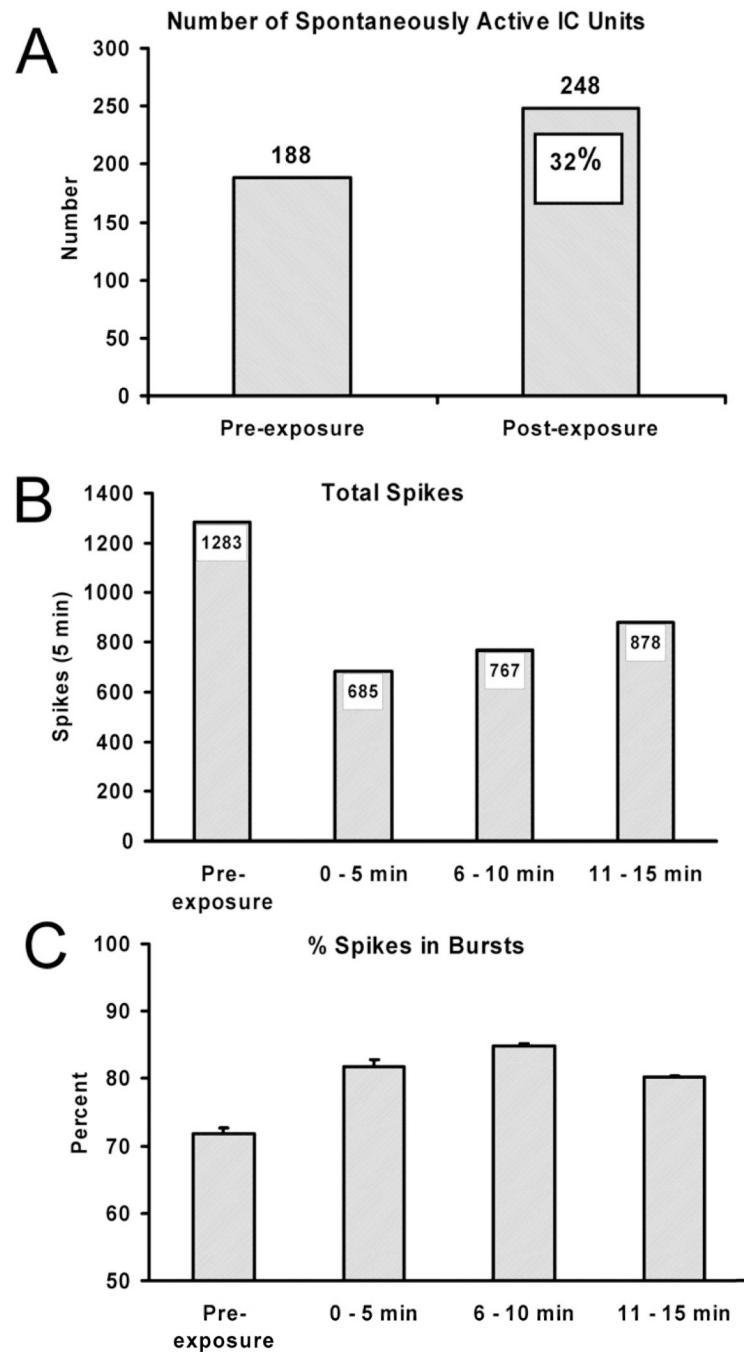 A
Number of Spontaneously Active IC Units
300
250
200
150
100
50
0
Number
188
248
32%
Pre-exposure
Post-exposure
B
Total Spikes
1400
1200
1000
800
600
400
200
0
Spikes (5 min)
1283
685
767
878
Pre-
exposure
0 - 5 min
6 - 10 min
11 - 15 min
C
% Spikes in Bursts
100
90
80
70
60
50
Percent
Pre-
exposure
0 - 5 min
6 - 10 min
11 - 15 min